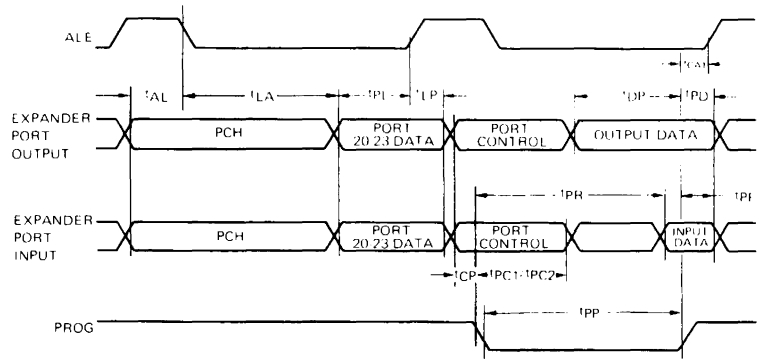 ALE
tCA1
tAL
tLA
tPL
tLP
tDP
tPD
EXPANDER
PORT
OUTPUT
PCH
PORT
20 23 DATA
PORT
CONTROL
OUTPUT DATA
tPR
EXPANDER
PORT
INPUT
PCH
PORT
20 23 DATA
PORT
CONTROL
INPUT
DATA
tCP
tPC1/tPC2
PROG
tPP